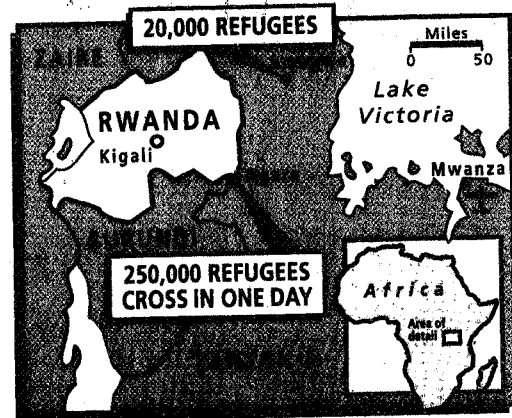 20,000 REFUGEES
Miles
0 50
ZAIRE
Lake
Victoria
RWANDA
Kigali
Mwanza
BURUNDI
250,000 REFUGEES
CROSS IN ONE DAY
Africa
Area of
detail